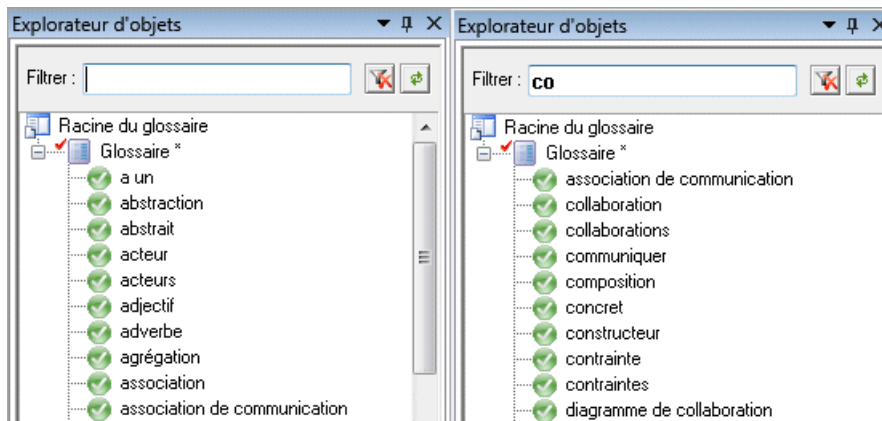 Explorateur d'objets
Filtrer :
Racine du glossaire
Glossaire *
a un
abstraction
abstrait
acteur
acteurs
adjectif
adverbe
agrégation
association
association de communication
Explorateur d'objets
Filtrer : co
Racine du glossaire
Glossaire *
association de communication
collaboration
collaborations
communiquer
composition
concret
constructeur
contrainte
contraintes
diagramme de collaboration